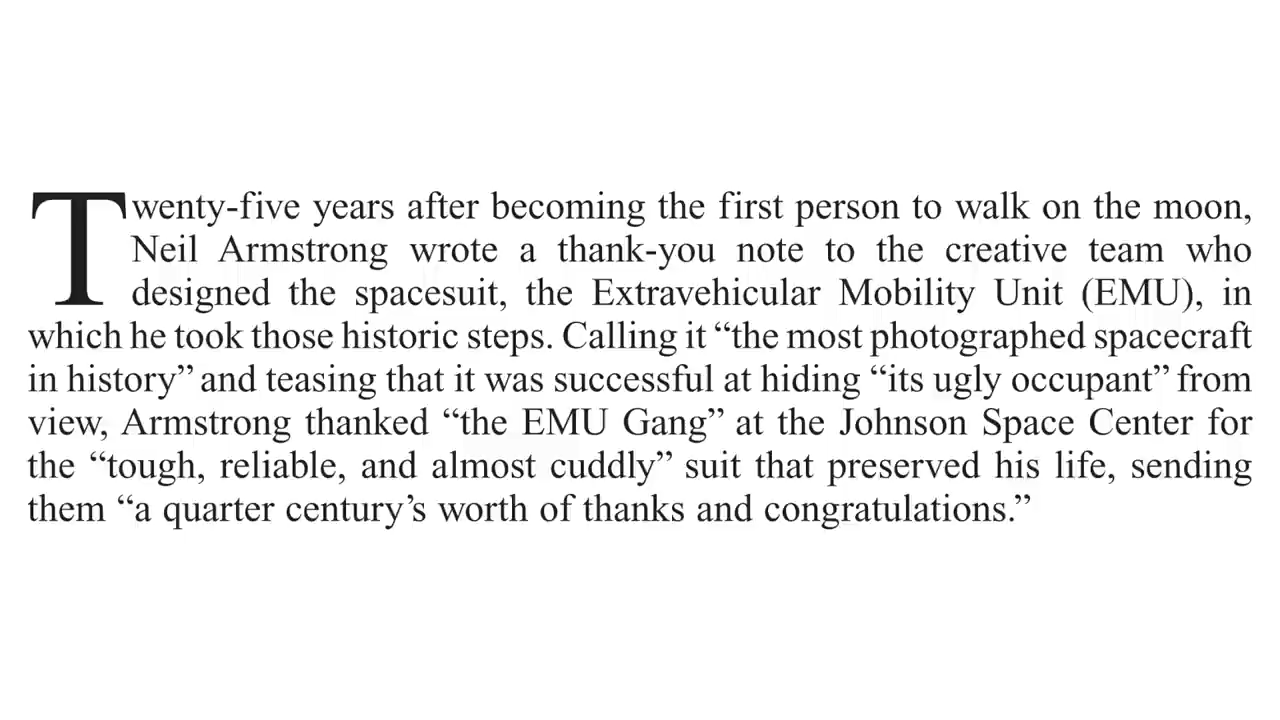 Twenty-five years after becoming the first person to walk on the moon,
Neil Armstrong wrote a thank-you note to the creative team who
designed the spacesuit, the Extravehicular Mobility Unit (EMU), in
which he took those historic steps. Calling it “the most photographed spacecraft
in history” and teasing that it was successful at hiding “its ugly occupant” from
view, Armstrong thanked “the EMU Gang” at the Johnson Space Center for
the “tough, reliable, and almost cuddly” suit that preserved his life, sending
them “a quarter century’s worth of thanks and congratulations.”